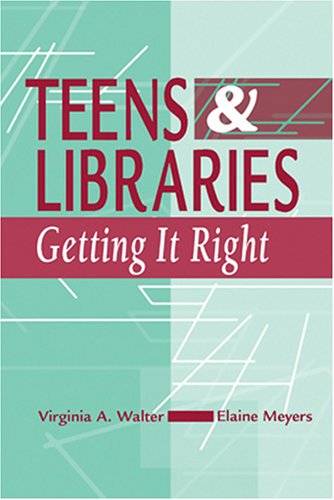 TEENS &
LIBRARIES
Getting It Right
Virginia A. Walter Elaine Meyers